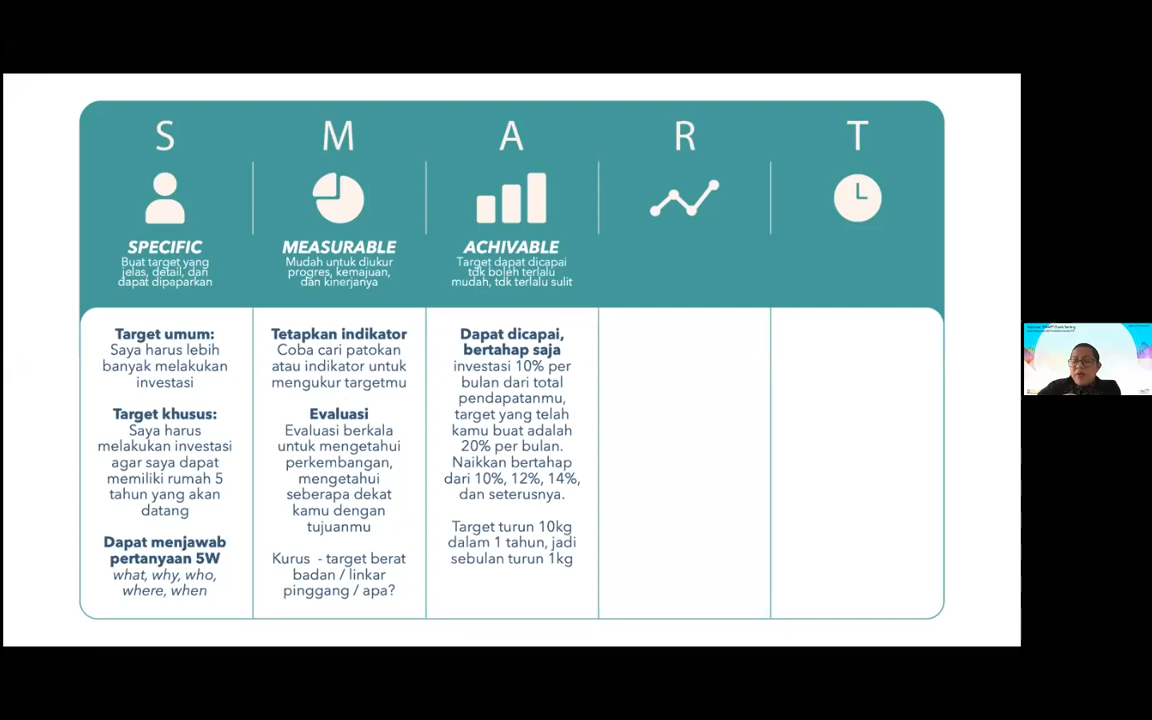 S
M
A
R
T
SPECIFIC
Buat target yang
jelas, detail, dan
dapat dipaparkan
MEASURABLE
Mudah untuk diukur
progres, kemajuan,
dan kinerjanya
ACHIVABLE
Target dapat dicapai
tdk boleh terlalu
mudah, tdk terlalu sulit
Target umum:
Saya harus lebih
banyak melakukan
investasi
Target khusus:
Saya harus
melakukan investasi
agar saya dapat
memiliki rumah 5
tahun yang akan
datang
Dapat menjawab
pertanyaan 5W
what, why, who,
where, when
Tetapkan indikator
Coba cari patokan
atau indikator untuk
mengukur targetmu
Evaluasi
Evaluasi berkala
untuk mengetahui
perkembangan,
mengetahui
seberapa dekat
kamu dengan
tujuanmu
Kurus - target berat
badan / linkar
pinggang / apa?
Dapat dicapai,
bertahap saja
investasi 10% per
bulan dari total
pendapatanmu,
target yang telah
kamu buat adalah
20% per bulan.
Naikkan bertahap
dari 10%, 12%, 14%,
dan seterusnya.
Target turun 10kg
dalam 1 tahun, jadi
sebulan turun 1kg